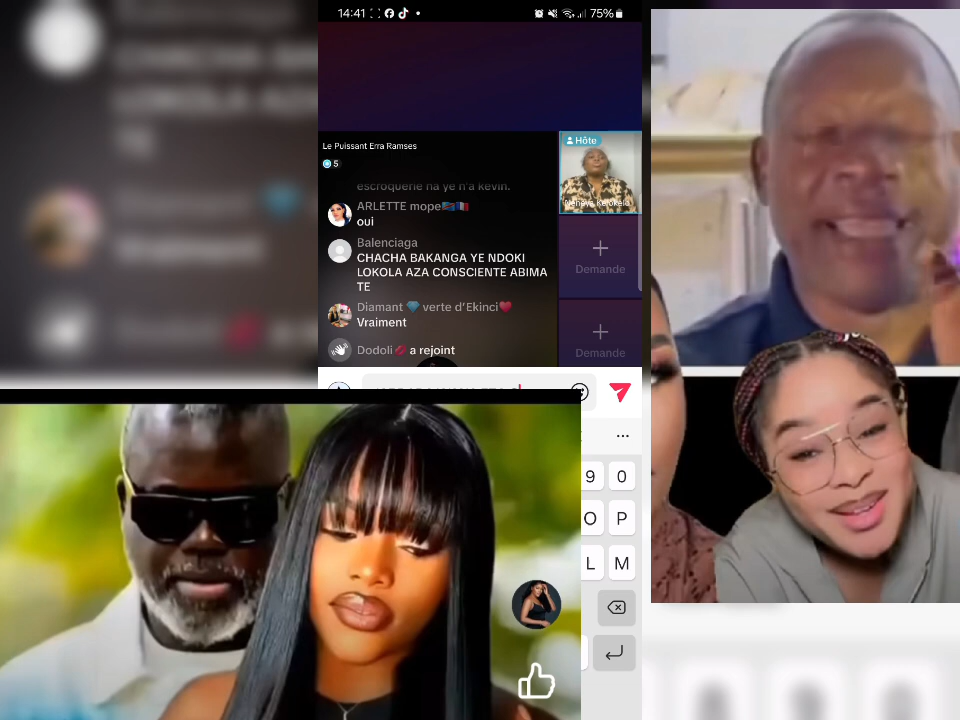 14:41
75%
Le Puissant Erra Ramses
5
Hôte
escroquerie na ye n'a kevin.
ARLETTE mope
oui
Balenciaga
CHACHA BAKANGA YE NDOKI
LOKOLA AZA CONSCIENTE ABIMA
TE
Demande
Diamant verte d'Ekinci
Vraiment
Dodoli a rejoint
Demande
9 0
O P
L M